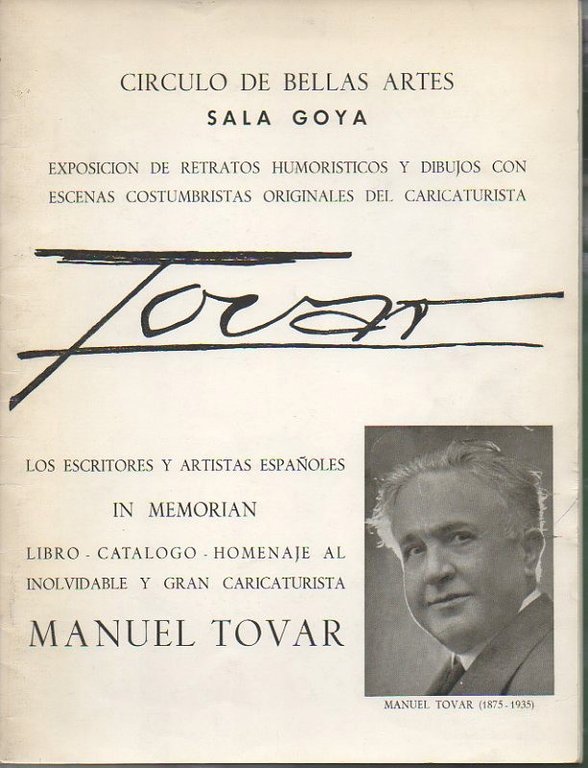 CIRCULO DE BELLAS ARTES
SALA GOYA
EXPOSICION DE RETRATOS HUMORISTICOS Y DIBUJOS CON
ESCENAS COSTUMBRISTAS ORIGINALES DEL CARICATURISTA
Tovar
LOS ESCRITORES Y ARTISTAS ESPAÑOLES
IN MEMORIAN
LIBRO - CATALOGO - HOMENAJE AL
INOLVIDABLE Y GRAN CARICATURISTA
MANUEL TOVAR
MANUEL TOVAR (1875-1935)